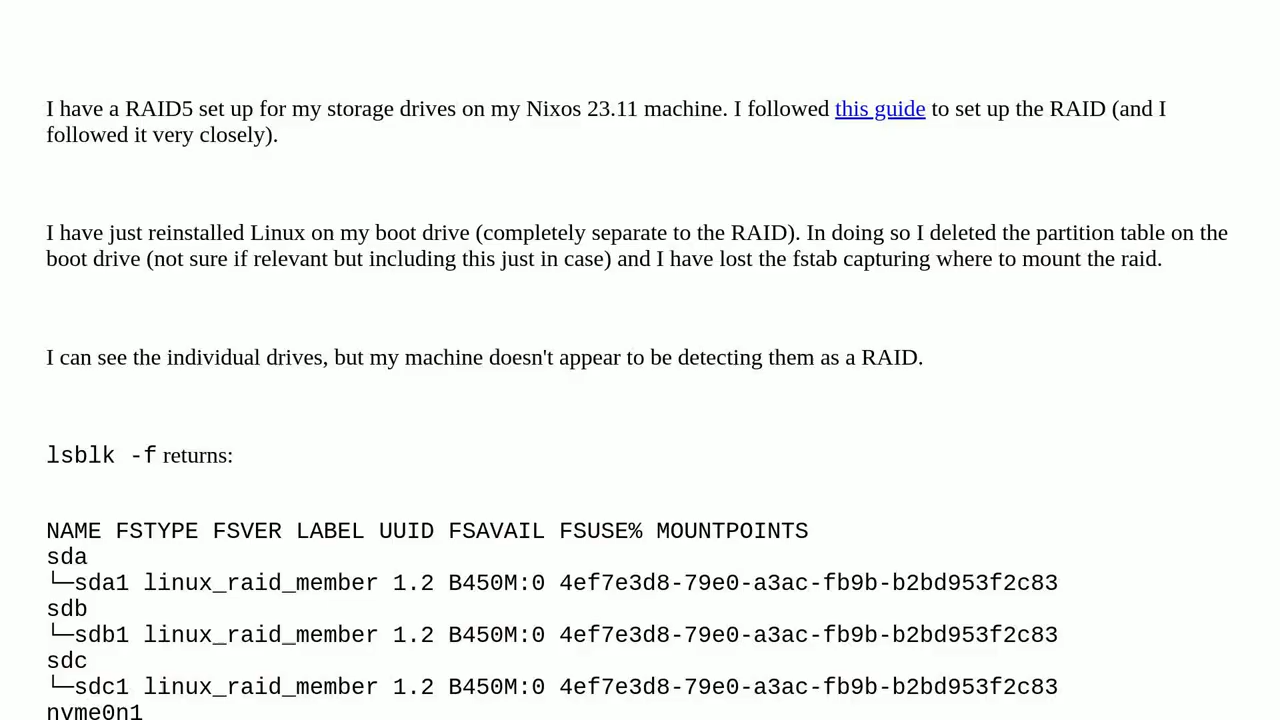 I have a RAID5 set up for my storage drives on my Nixos 23.11 machine. I followed this guide to set up the RAID (and I
followed it very closely).
I have just reinstalled Linux on my boot drive (completely separate to the RAID). In doing so I deleted the partition table on the
boot drive (not sure if relevant but including this just in case) and I have lost the fstab capturing where to mount the raid.
I can see the individual drives, but my machine doesn't appear to be detecting them as a RAID.
lsblk -f returns:
NAME FSTYPE FSVER LABEL UUID FSAVAIL FSUSE% MOUNTPOINTS
sda
└─sda1 linux_raid_member 1.2 B450M:0 4ef7e3d8-79e0-a3ac-fb9b-b2bd953f2c83
sdb
└─sdb1 linux_raid_member 1.2 B450M:0 4ef7e3d8-79e0-a3ac-fb9b-b2bd953f2c83
sdc
└─sdc1 linux_raid_member 1.2 B450M:0 4ef7e3d8-79e0-a3ac-fb9b-b2bd953f2c83
nvme0n1